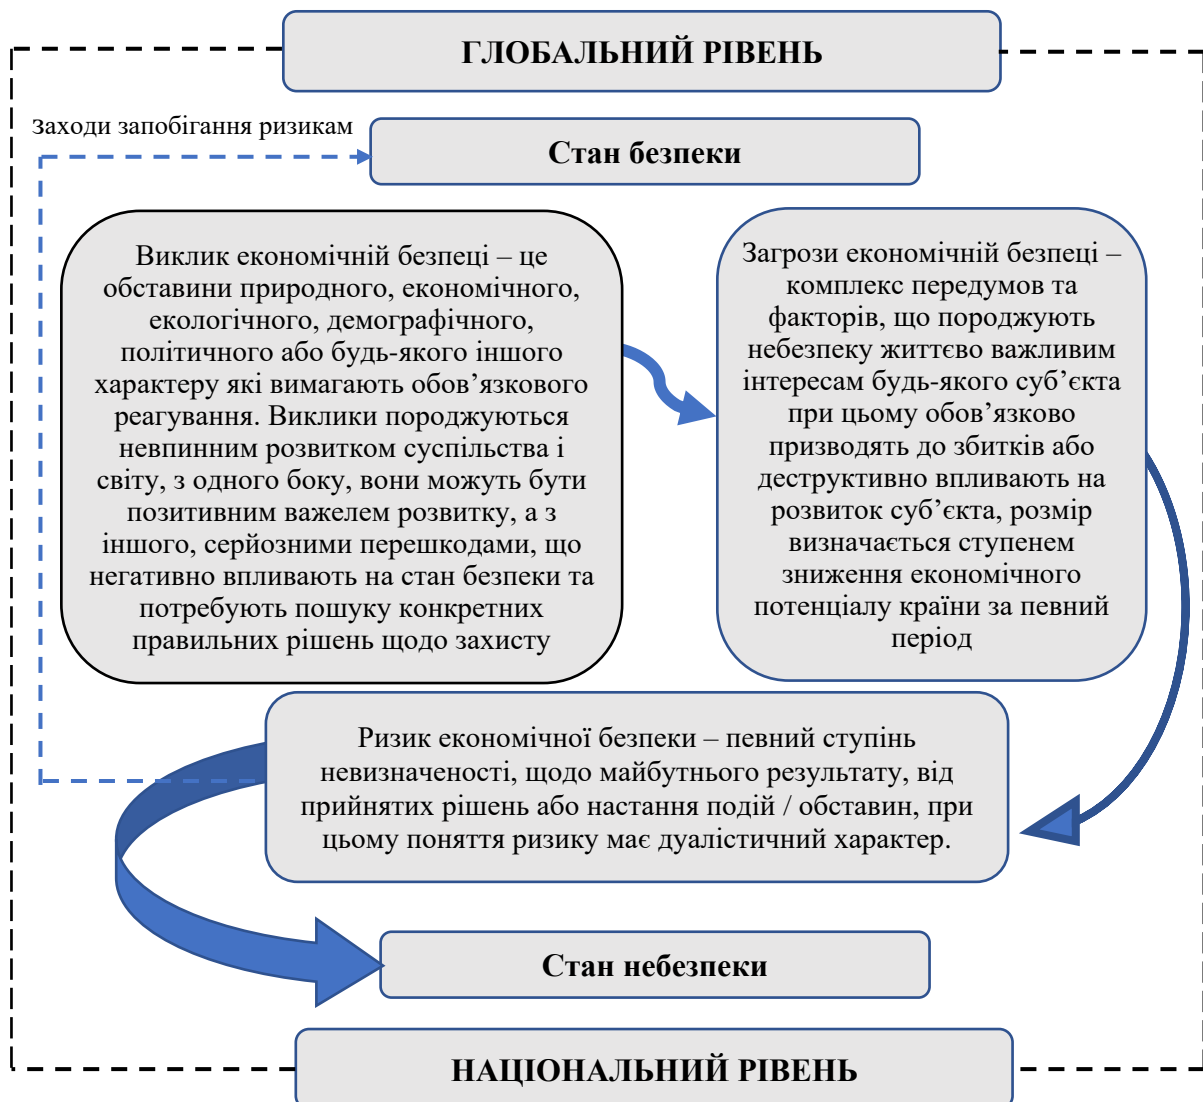 ГЛОБАЛЬНИЙ РІВЕНЬ
Заходи запобігання ризикам
Стан безпеки
Виклик економічній безпеці – це
обставини природного, економічного,
екологічного, демографічного,
політичного або будь-якого іншого
характеру які вимагають обов’язкового
реагування. Виклики породжуються
невпинним розвитком суспільства і
світу, з одного боку, вони можуть бути
позитивним важелем розвитку, а з
іншого, серйозними перешкодами, що
негативно впливають на стан безпеки та
потребують пошуку конкретних
правильних рішень щодо захисту
Загрози економічній безпеці –
комплекс передумов та
факторів, що породжують
небезпеку життєво важливим
інтересам будь-якого суб’єкта
при цьому обов’язково
призводять до збитків або
деструктивно впливають на
розвиток суб’єкта, розмір
визначається ступенем
зниження економічного
потенціалу країни за певний
період
Ризик економічної безпеки – певний ступінь
невизначеності, щодо майбутнього результату, від
прийнятих рішень або настання подій / обставин, при
цьому поняття ризику має дуалістичний характер.
Стан небезпеки
НАЦІОНАЛЬНИЙ РІВЕНЬ